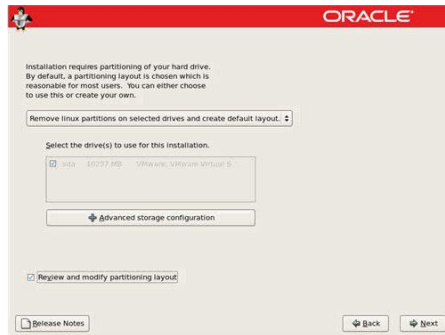 ORACLE
Installation requires partitioning of your hard drive.
By default, a partitioning layout is chosen which is
reasonable for most users. You can either choose
to use this or create your own.
Remove linux partitions on selected drives and create default layout.
Select the drive(s) to use for this installation.
sda 10237 MB VMware, VMware Virtual S
Advanced storage configuration
Review and modify partitioning layout
Release Notes
Back
Next